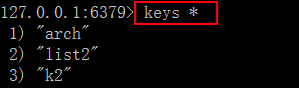 127.0.0.1:6379> keys *
1) "arch"
2) "list2"
3) "k2"